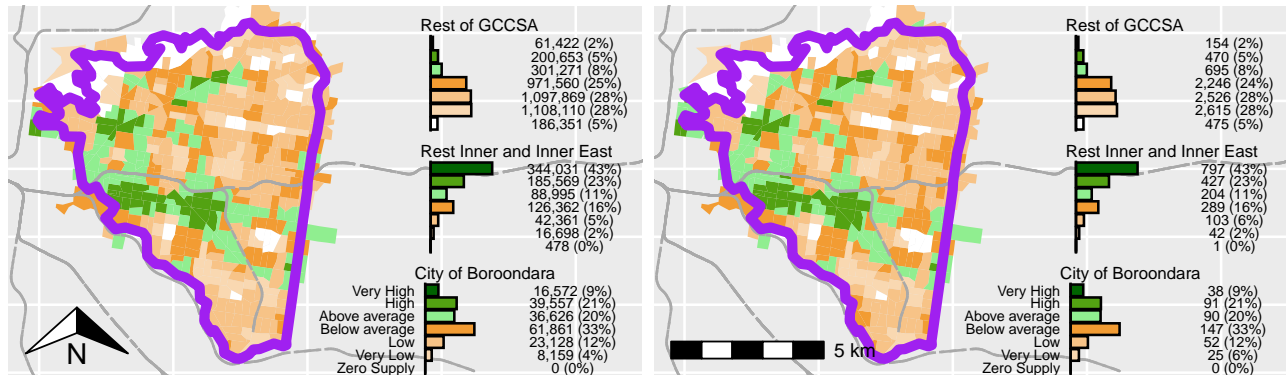 Rest of GCCSA
61,422 (2%)
200,653 (5%)
301,271 (8%)
971,560 (25%)
1,097,869 (28%)
1,108,110 (28%)
186,351 (5%)
Rest Inner and Inner East
344,031 (43%)
185,569 (23%)
88,995 (11%)
126,362 (16%)
42,361 (5%)
16,698 (2%)
478 (0%)
City of Boroondara
Very High 16,572 (9%)
High 39,557 (21%)
Above average 36,626 (20%)
Below average 61,861 (33%)
Low 23,128 (12%)
Very Low 8,159 (4%)
Zero Supply 0 (0%)
N
Rest of GCCSA
154 (2%)
470 (5%)
695 (8%)
2,246 (24%)
2,526 (28%)
2,615 (28%)
475 (5%)
Rest Inner and Inner East
797 (43%)
427 (23%)
204 (11%)
289 (16%)
103 (6%)
42 (2%)
1 (0%)
City of Boroondara
Very High 38 (9%)
High 91 (21%)
Above average 90 (20%)
Below average 147 (33%)
Low 52 (12%)
Very Low 25 (6%)
Zero Supply 0 (0%)
5 km